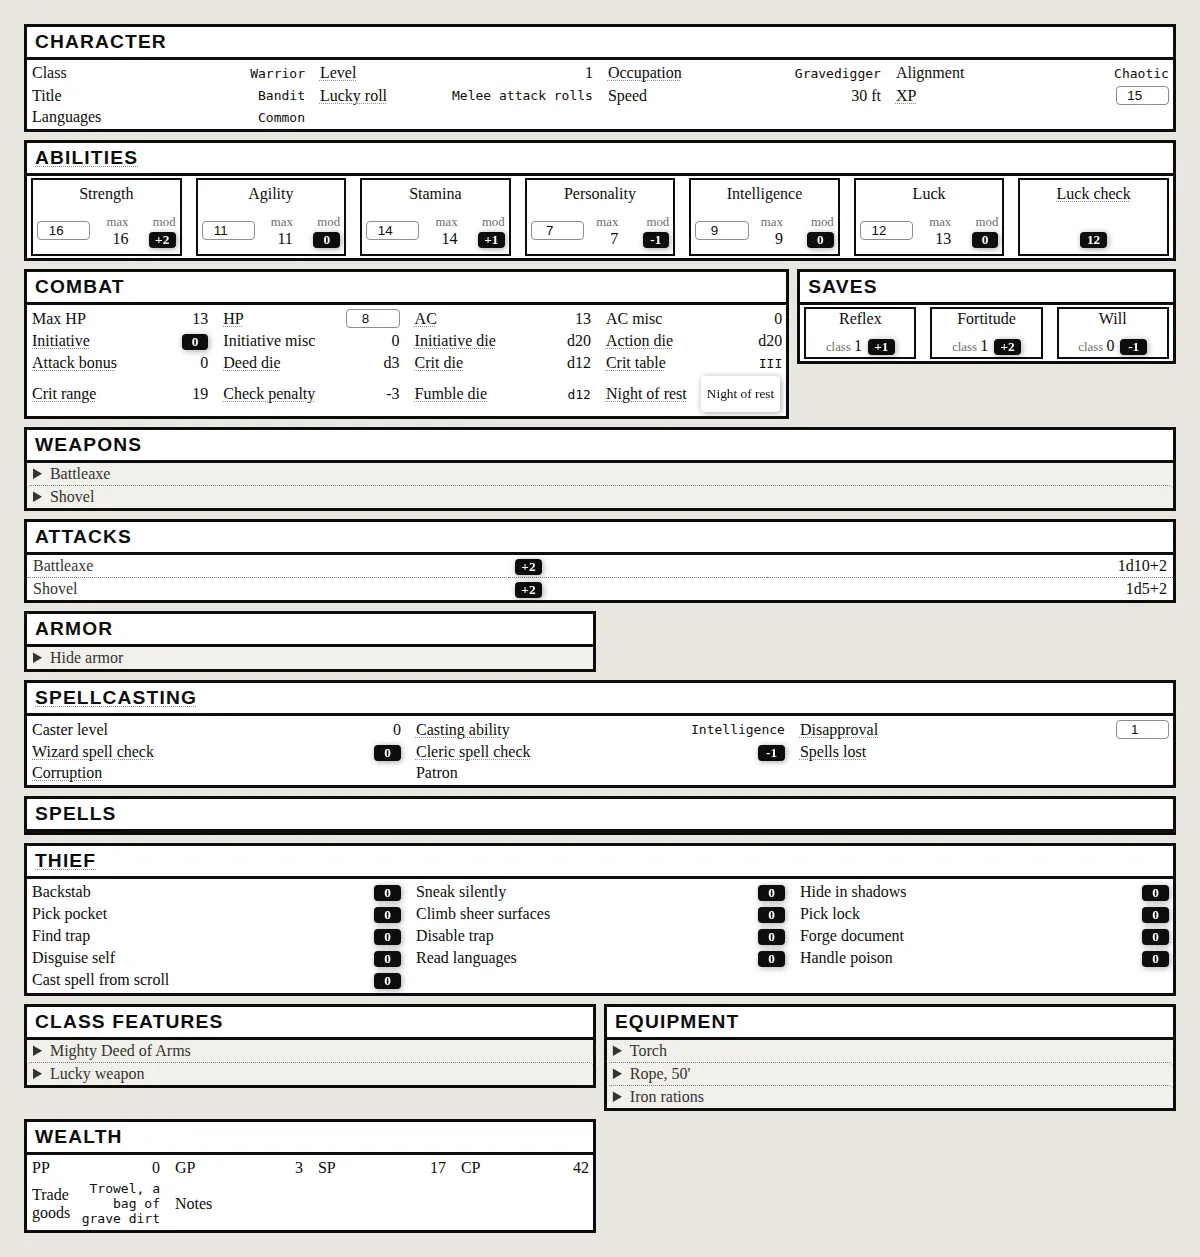 CHARACTER
Class Warrior Level 1 Occupation Gravedigger Alignment Chaotic
Title Bandit Lucky roll Melee attack rolls Speed 30 ft XP 15
Languages Common
ABILITIES
Strength Agility Stamina Personality Intelligence Luck Luck check
max mod max mod max mod max mod max mod max mod
16 16 +2 11 11 0 14 14 +1 7 7 -1 9 9 0 12 13 0 12
COMBAT
Max HP 13 HP 8 AC 13 AC misc 0
Initiative 0 Initiative misc 0 Initiative die d20 Action die d20
Attack bonus 0 Deed die d3 Crit die d12 Crit table III
Crit range 19 Check penalty -3 Fumble die d12 Night of rest Night of rest
SAVES
Reflex Fortitude Will
class 1 +1 class 1 +2 class 0 -1
WEAPONS
Battleaxe
Shovel
ATTACKS
Battleaxe +2 1d10+2
Shovel +2 1d5+2
ARMOR
Hide armor
SPELLCASTING
Caster level 0 Casting ability Intelligence Disapproval 1
Wizard spell check 0 Cleric spell check -1 Spells lost
Corruption Patron
SPELLS
THIEF
Backstab 0 Sneak silently 0 Hide in shadows 0
Pick pocket 0 Climb sheer surfaces 0 Pick lock 0
Find trap 0 Disable trap 0 Forge document 0
Disguise self 0 Read languages 0 Handle poison 0
Cast spell from scroll 0
CLASS FEATURES
Mighty Deed of Arms
Lucky weapon
EQUIPMENT
Torch
Rope, 50'
Iron rations
WEALTH
PP 0 GP 3 SP 17 CP 42
Trade goods Trowel, a bag of grave dirt Notes